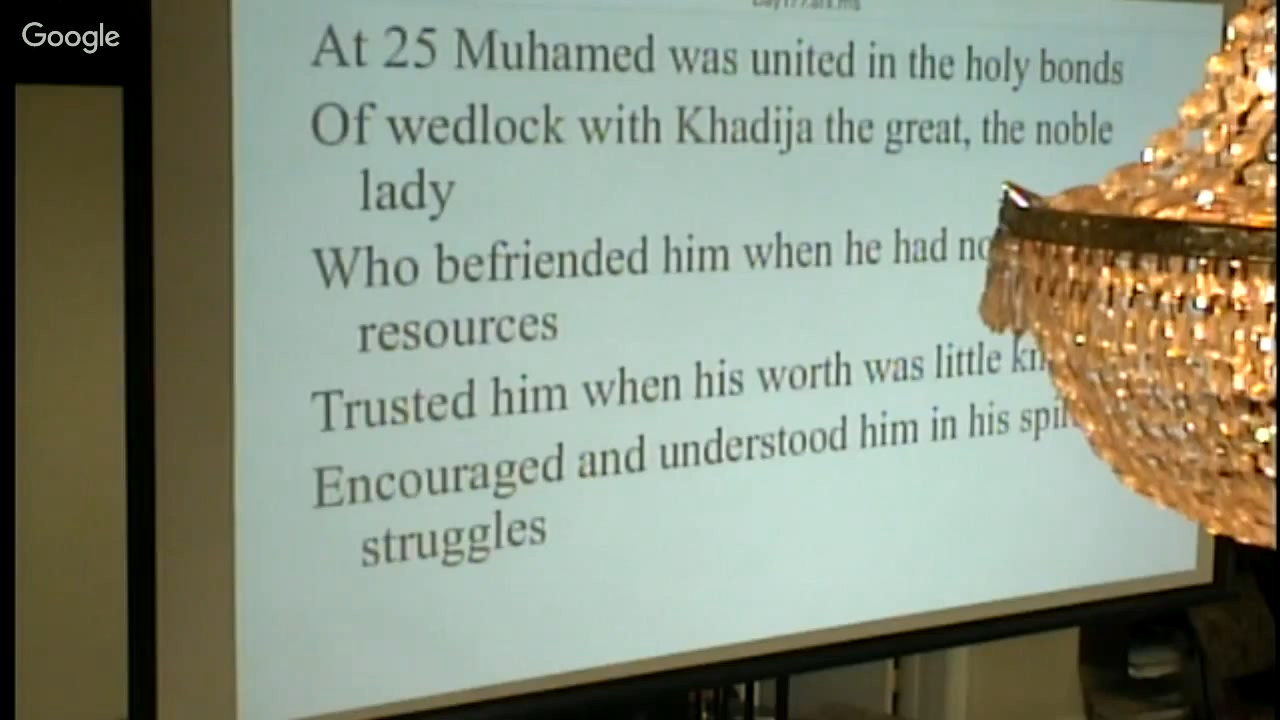 Google
At 25 Muhamed was united in the holy bonds
Of wedlock with Khadija the great, the noble
lady
Who befriended him when he had
resources
Trusted him when his worth was little
Encouraged and understood him in his
struggles